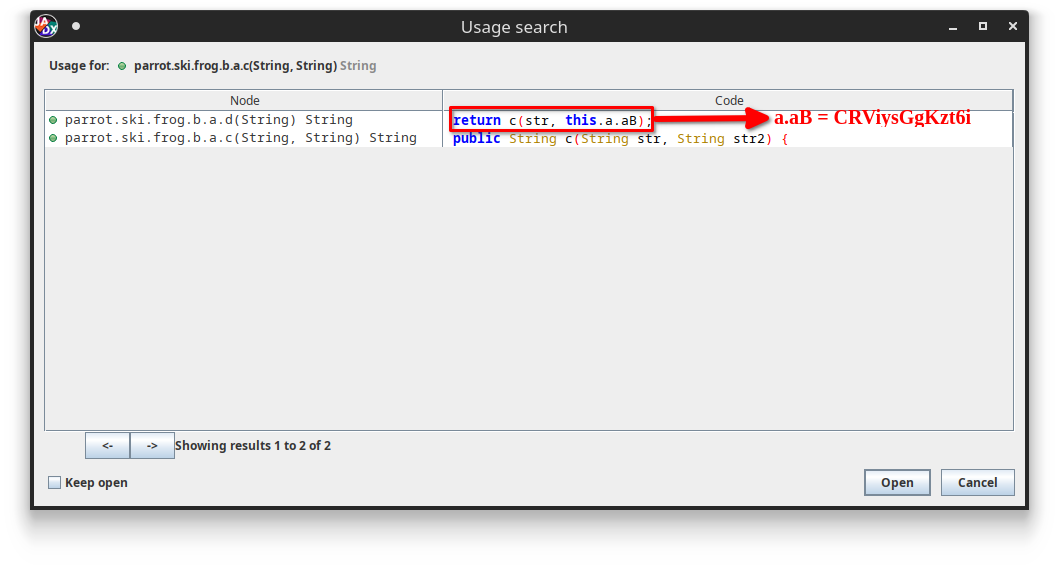 JADX
Usage search
Usage for: parrot.ski.frog.b.a.c(String, String) String
Node Code
parrot.ski.frog.b.a.d(String) String return c(str, this.a.aB); a.aB = CRViysGgKzt6i
parrot.ski.frog.b.a.c(String, String) String public String c(String str, String str2) {
<- -> Showing results 1 to 2 of 2
Keep open Open Cancel